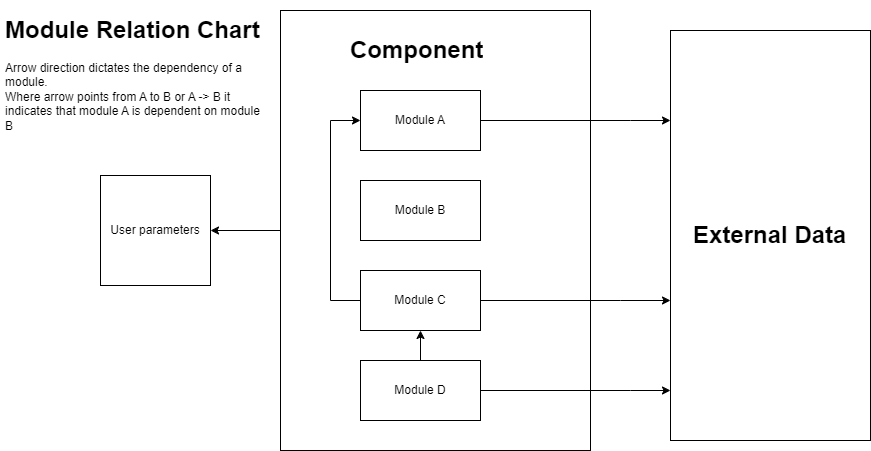 Module Relation Chart
Arrow direction dictates the dependency of a
module.
Where arrow points from A to B or A -> B it
indicates that module A is dependent on module
B
Component
Module A
Module B
User parameters
External Data
Module C
Module D